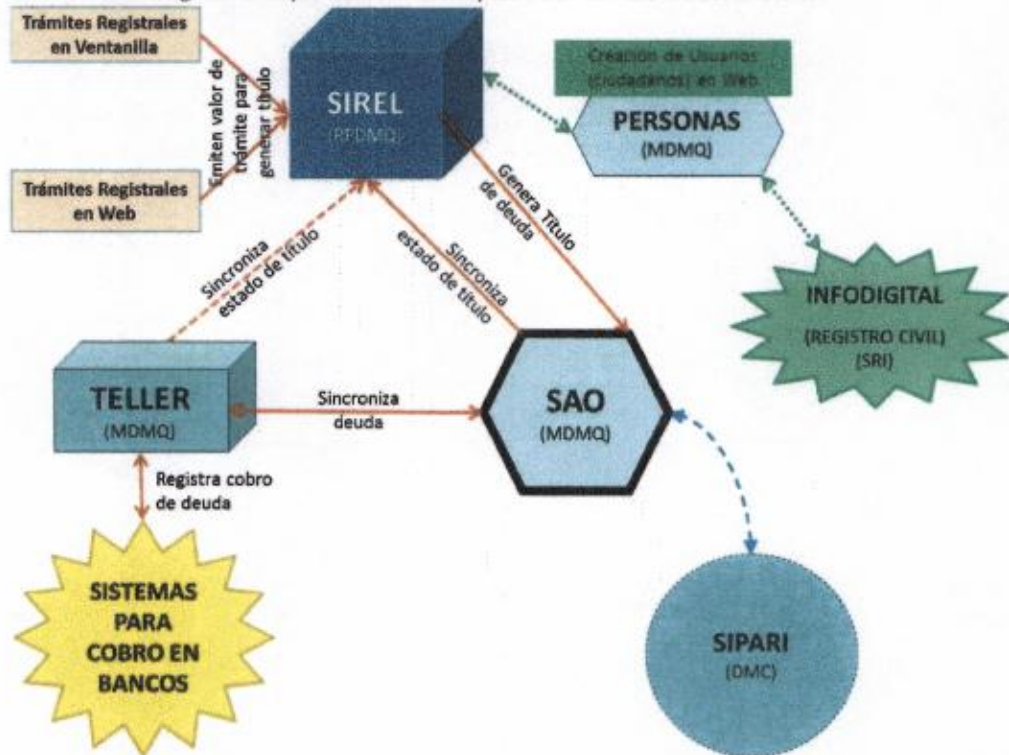 Trámites Registrales
en Ventanilla
Trámites Registrales
en Web
Emiten valor de
trámite para
generar título
SIREL
Creación de Usuarios
(ciudadanos) en Web
PERSONAS
(MDMQ)
Genera Título
de deuda
Sincroniza
estado de título
Sincroniza
estado de título
INFODIGITAL
(REGISTRO CIVIL)
(SRI)
TELLER
(MDMQ)
Sincroniza
deuda
SAO
(MDMQ)
Registra cobro
de deuda
SISTEMAS
PARA
COBRO EN
BANCOS
SIPARI
(DMC)